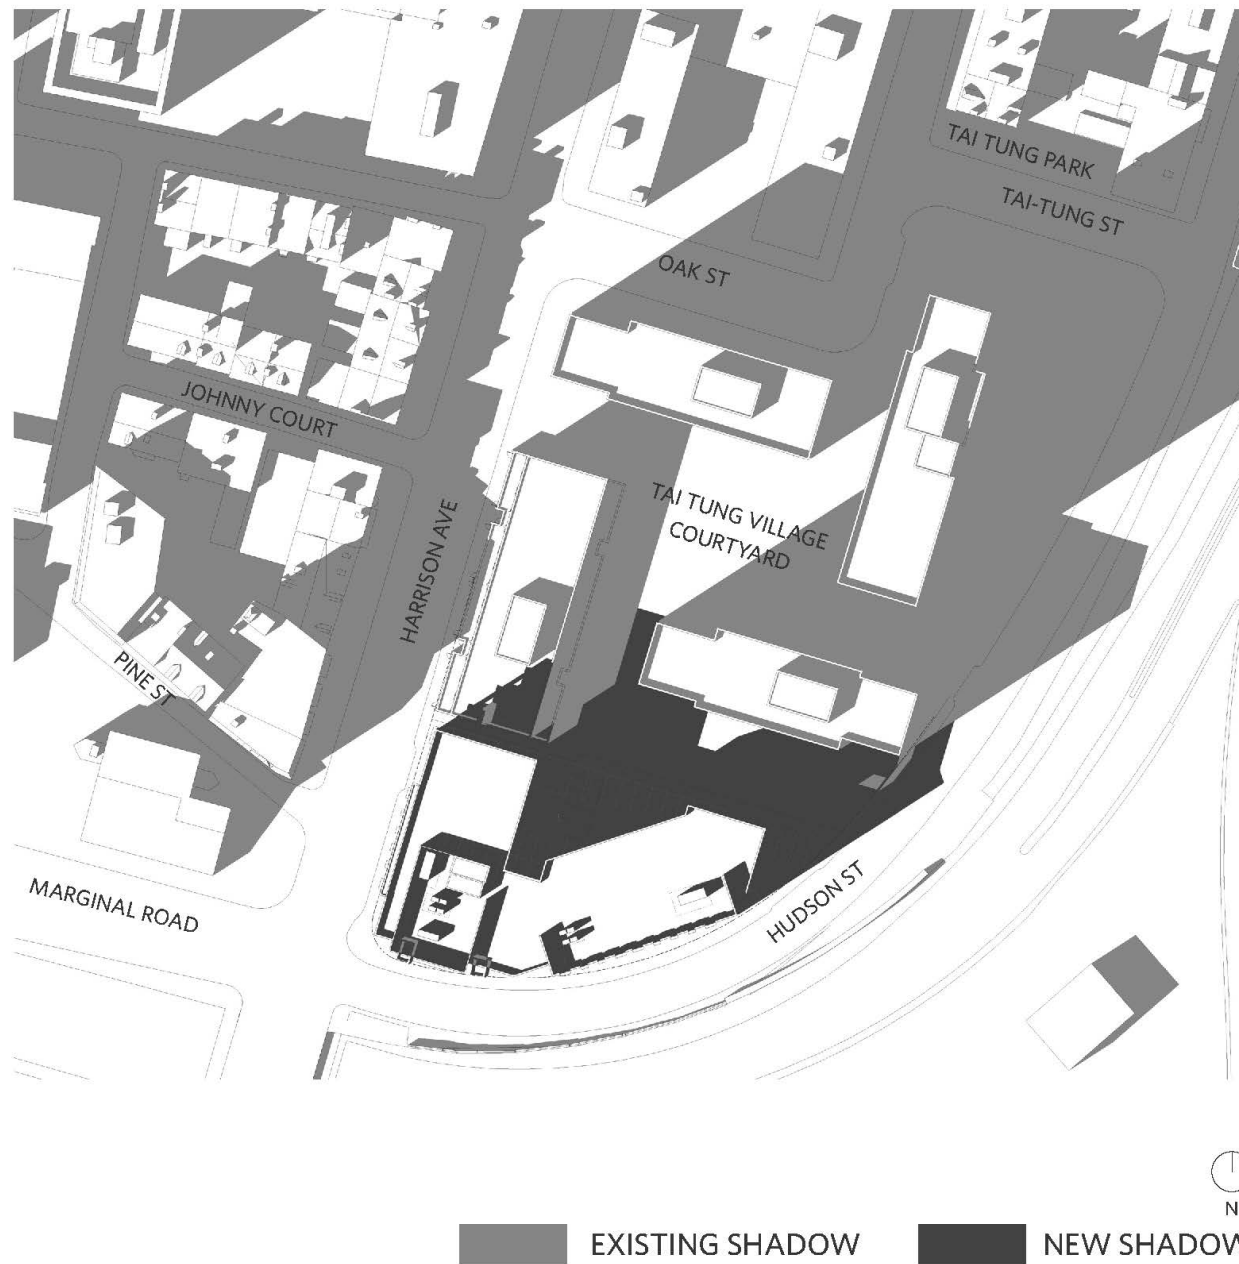 TAI TUNG PARK
TAI-TUNG ST
OAK ST
JOHNNY COURT
TAI TUNG VILLAGE
COURTYARD
HARRISON AVE
PINE ST
MARGINAL ROAD
HUDSON ST
N
EXISTING SHADOW
NEW SHADOW